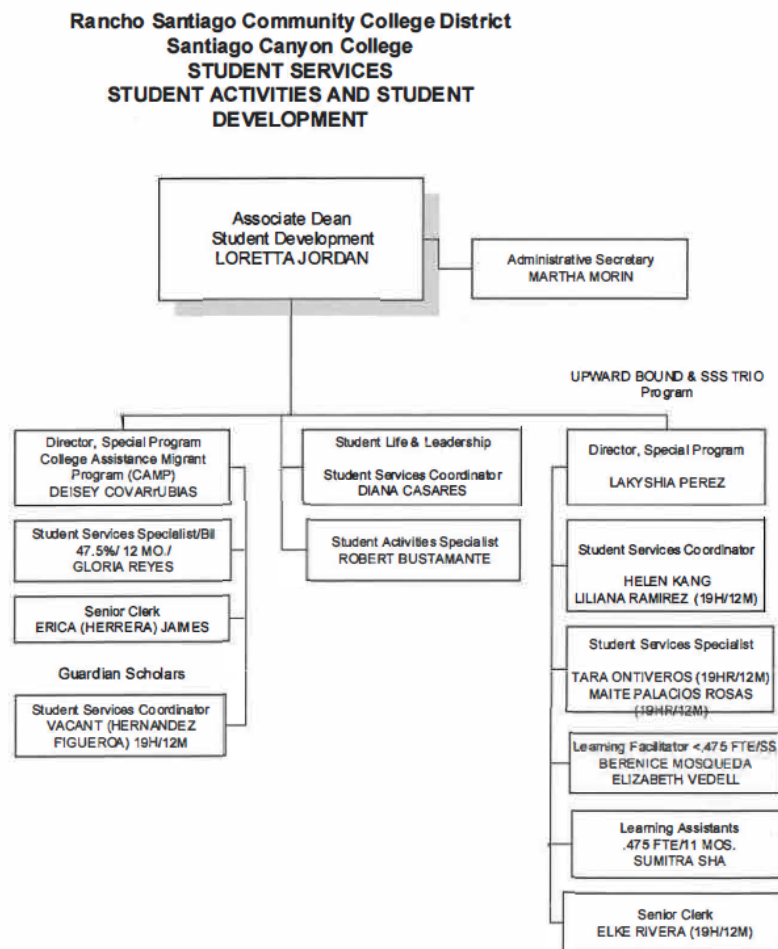 Rancho Santiago Community College District
Santiago Canyon College
STUDENT SERVICES
STUDENT ACTIVITIES AND STUDENT
DEVELOPMENT
Associate Dean
Student Development
LORETTA JORDAN
Administrative Secretary
MARTHA MORIN
UPWARD BOUND & SSS TRIO
Program
Director, Special Program
College Assistance Migrant
Program (CAMP)
DEISEY COVARrUBIAS
Student Services Specialist/Bil
47.5%/ 12 MO./
GLORIA REYES
Senior Clerk
ERICA (HERRERA) JAIMES
Guardian Scholars
Student Services Coordinator
VACANT (HERNANDEZ
FIGUEROA) 19H/12M
Student Life & Leadership
Student Services Coordinator
DIANA CASARES
Student Activities Specialist
ROBERT BUSTAMANTE
Director, Special Program
LAKYSHIA PEREZ
Student Services Coordinator
HELEN KANG
LILIANA RAMIREZ (19H/12M)
Student Services Specialist
TARA ONTIVEROS (19HR/12M)
MAITE PALACIOS ROSAS
(19HR/12M)
Learning Facilitator <.475 FTE/SS
BERENICE MOSQUEDA
ELIZABETH VEDELL
Learning Assistants
.475 FTE/11 MOS.
SUMITRA SHA
Senior Clerk
ELKE RIVERA (19H/12M)